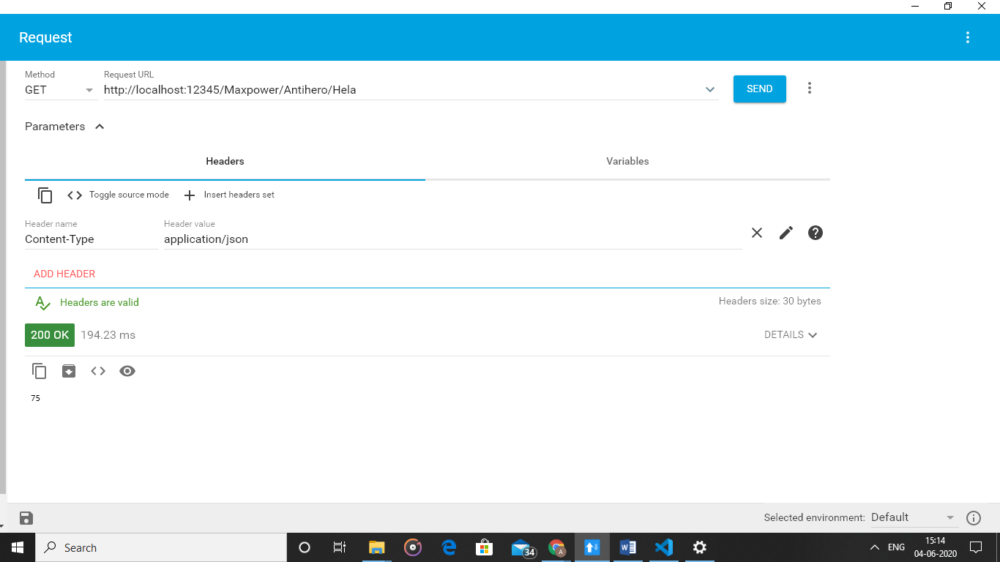 Request
Method
Request URL
GET
http://localhost:12345/Maxpower/Antihero/Hela
SEND
Parameters
Headers
Variables
Toggle source mode
Insert headers set
Header name
Header value
Content-Type
application/json
ADD HEADER
Headers are valid
Headers size: 30 bytes
200 OK
194.23 ms
DETAILS
75
Selected environment:
Default
Search
34
A
W
ENG
15:14
04-06-2020